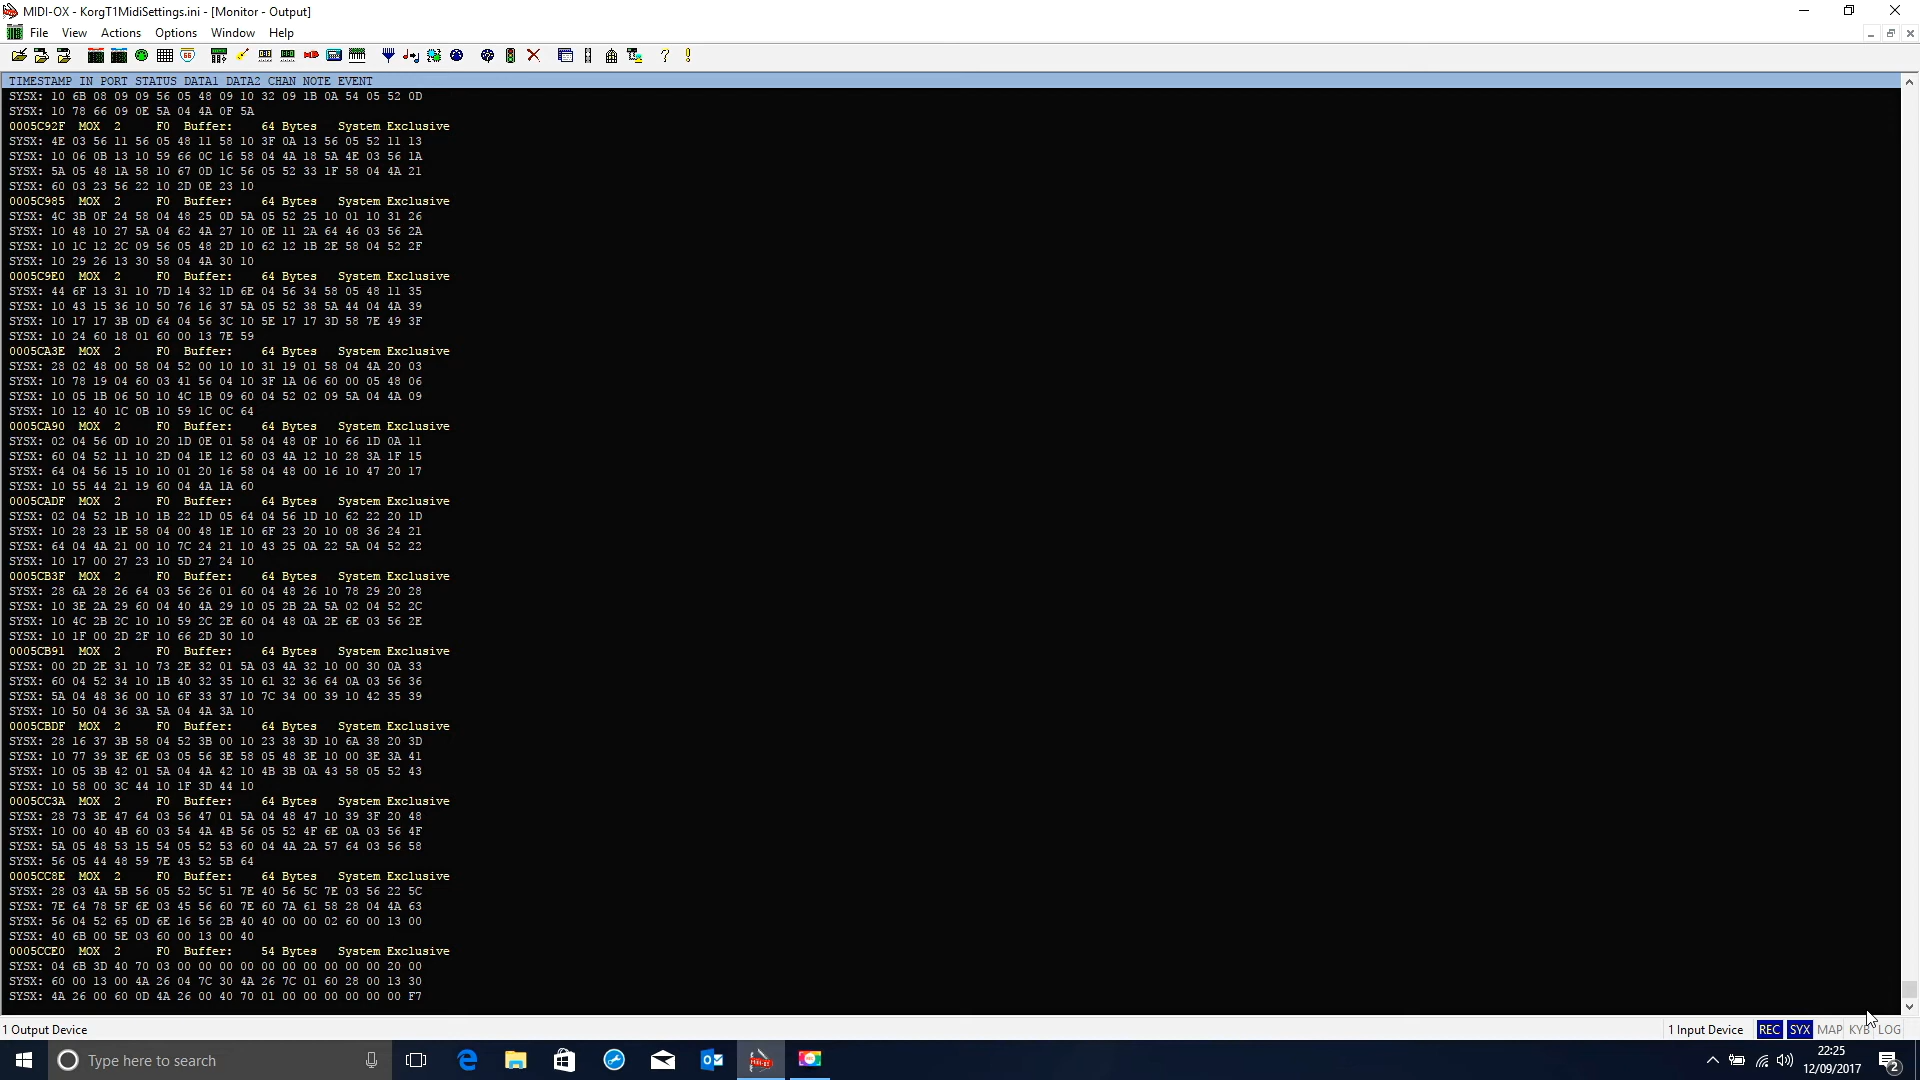 MIDI-OX - KorgT1MidiSettings.ini - [Monitor - Output]
File View Actions Options Window Help
TIMESTAMP IN PORT STATUS DATA1 DATA2 CHAN NOTE EVENT
SYSX: 10 6B 08 09 09 56 05 48 09 10 32 09 1B 0A 54 05 52 0D
SYSX: 10 78 66 09 0E 5A 04 4A 0F 5A
0005C92F MOX 2 F0 Buffer: 64 Bytes System Exclusive
SYSX: 4E 03 56 11 56 05 48 11 58 10 3F 0A 13 56 05 52 11 13
SYSX: 10 06 0B 13 10 59 66 0C 16 58 04 4A 18 5A 4E 03 56 1A
SYSX: 5A 05 48 1A 58 10 67 0D 1C 56 05 52 33 1F 58 04 4A 21
SYSX: 60 03 23 56 22 10 2D 0E 23 10
0005C985 MOX 2 F0 Buffer: 64 Bytes System Exclusive
SYSX: 4C 3B 0F 24 58 04 48 25 0D 5A 05 52 25 10 01 10 31 26
SYSX: 10 48 10 27 5A 04 62 4A 27 10 0E 11 2A 64 46 03 56 2A
SYSX: 10 1C 12 2C 09 56 05 48 2D 10 62 12 1B 2E 58 04 52 2F
SYSX: 10 29 26 13 30 58 04 4A 30 10
0005C9E0 MOX 2 F0 Buffer: 64 Bytes System Exclusive
SYSX: 44 6F 13 31 10 7D 14 32 1D 6E 04 56 34 58 05 48 11 35
SYSX: 10 43 15 36 10 50 76 16 37 5A 05 52 38 5A 44 04 4A 39
SYSX: 10 17 17 3B 0D 64 04 56 3C 10 5E 17 17 3D 58 7E 49 3F
SYSX: 10 24 60 18 01 60 00 13 7E 59
0005CA3E MOX 2 F0 Buffer: 64 Bytes System Exclusive
SYSX: 28 02 48 00 58 04 52 00 10 10 31 19 01 58 04 4A 20 03
SYSX: 10 78 19 04 60 03 41 56 04 10 3F 1A 06 60 00 05 48 06
SYSX: 10 05 1B 06 50 10 4C 1B 09 60 04 52 02 09 5A 04 4A 09
SYSX: 10 12 40 1C 0B 10 59 1C 0C 64
0005CA90 MOX 2 F0 Buffer: 64 Bytes System Exclusive
SYSX: 02 04 56 0D 10 20 1D 0E 01 58 04 48 0F 10 66 1D 0A 11
SYSX: 60 04 52 11 10 2D 04 1E 12 60 03 4A 12 10 28 3A 1F 15
SYSX: 64 04 56 15 10 10 01 20 16 58 04 48 00 16 10 47 20 17
SYSX: 10 55 44 21 19 60 04 4A 1A 60
0005CADF MOX 2 F0 Buffer: 64 Bytes System Exclusive
SYSX: 02 04 52 1B 10 1B 22 1D 05 64 04 56 1D 10 62 22 20 1D
SYSX: 10 28 23 1E 58 04 00 48 1E 10 6F 23 20 10 08 36 24 21
SYSX: 64 04 4A 21 00 10 7C 24 21 10 43 25 0A 22 5A 04 52 22
SYSX: 10 17 00 27 23 10 5D 27 24 10
0005CB3F MOX 2 F0 Buffer: 64 Bytes System Exclusive
SYSX: 28 6A 28 26 64 03 56 26 01 60 04 48 26 10 78 29 20 28
SYSX: 10 3E 2A 29 60 04 40 4A 29 10 05 2B 2A 5A 02 04 52 2C
SYSX: 10 4C 2B 2C 10 10 59 2C 2E 60 04 48 0A 2E 6E 03 56 2E
SYSX: 10 1F 00 2D 2F 10 66 2D 30 10
0005CB91 MOX 2 F0 Buffer: 64 Bytes System Exclusive
SYSX: 00 2D 2E 31 10 73 2E 32 01 5A 03 4A 32 10 00 30 0A 33
SYSX: 60 04 52 34 10 1B 40 32 35 10 61 32 36 64 0A 03 56 36
SYSX: 5A 04 48 36 00 10 6F 33 37 10 7C 34 00 39 10 42 35 39
SYSX: 10 50 04 36 3A 5A 04 4A 3A 10
0005CBDF MOX 2 F0 Buffer: 64 Bytes System Exclusive
SYSX: 28 16 37 3B 58 04 52 3B 00 10 23 38 3D 10 6A 38 20 3D
SYSX: 10 77 39 3E 6E 03 05 56 3E 58 05 48 3E 10 00 3E 3A 41
SYSX: 10 05 3B 42 01 5A 04 4A 42 10 4B 3B 0A 43 58 05 52 43
SYSX: 10 58 00 3C 44 10 1F 3D 44 10
0005CC3A MOX 2 F0 Buffer: 64 Bytes System Exclusive
SYSX: 28 73 3E 47 64 03 56 47 01 5A 04 48 47 10 39 3F 20 48
SYSX: 10 00 40 4B 60 03 54 4A 4B 56 05 52 4F 6E 0A 03 56 4F
SYSX: 5A 05 48 53 15 54 05 52 53 60 04 4A 2A 57 64 03 56 58
SYSX: 56 05 44 48 59 7E 43 52 5B 64
0005CC8E MOX 2 F0 Buffer: 64 Bytes System Exclusive
SYSX: 28 03 4A 5B 56 05 52 5C 51 7E 40 56 5C 7E 03 56 22 5C
SYSX: 7E 64 78 5F 6E 03 45 56 60 7E 60 7A 61 58 28 04 4A 63
SYSX: 56 04 52 65 0D 6E 16 56 2B 40 40 00 00 02 60 00 13 00
SYSX: 40 6B 00 5E 03 60 00 13 00 40
0005CCE0 MOX 2 F0 Buffer: 54 Bytes System Exclusive
SYSX: 04 6B 3D 40 70 03 00 00 00 00 00 00 00 00 00 00 20 00
SYSX: 60 00 13 00 4A 26 04 7C 30 4A 26 7C 01 60 28 00 13 30
SYSX: 4A 26 00 60 0D 4A 26 00 40 70 01 00 00 00 00 00 00 F7
1 Output Device 1 Input Device REC SYX MAP KYB LOG
Type here to search
22:25
12/09/2017
2